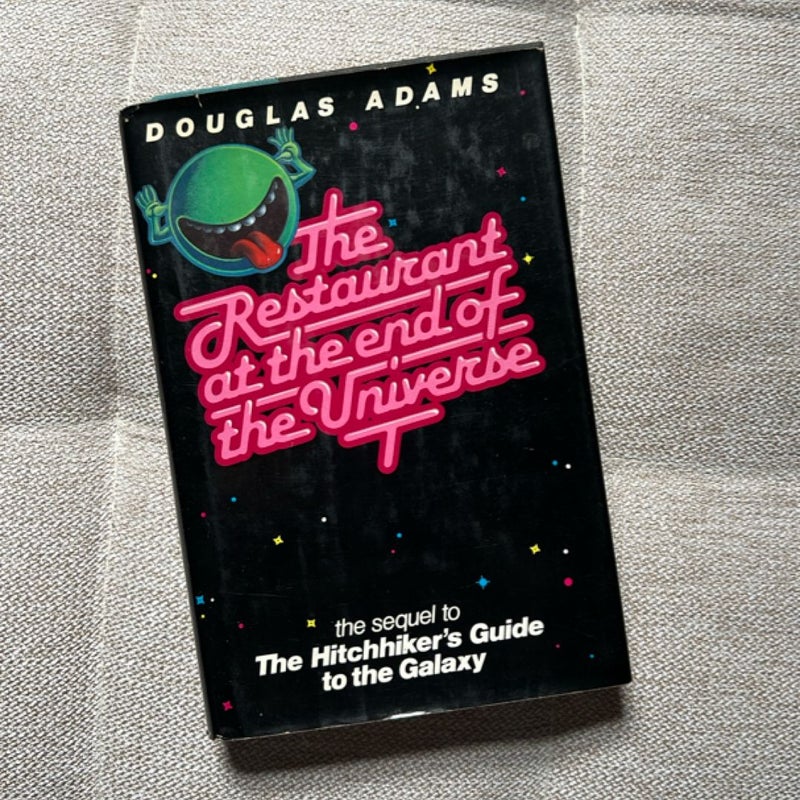 DOUGLAS ADAMS
The
Restaurant
at the end of
the Universe
the sequel to
The Hitchhiker's Guide
to the Galaxy